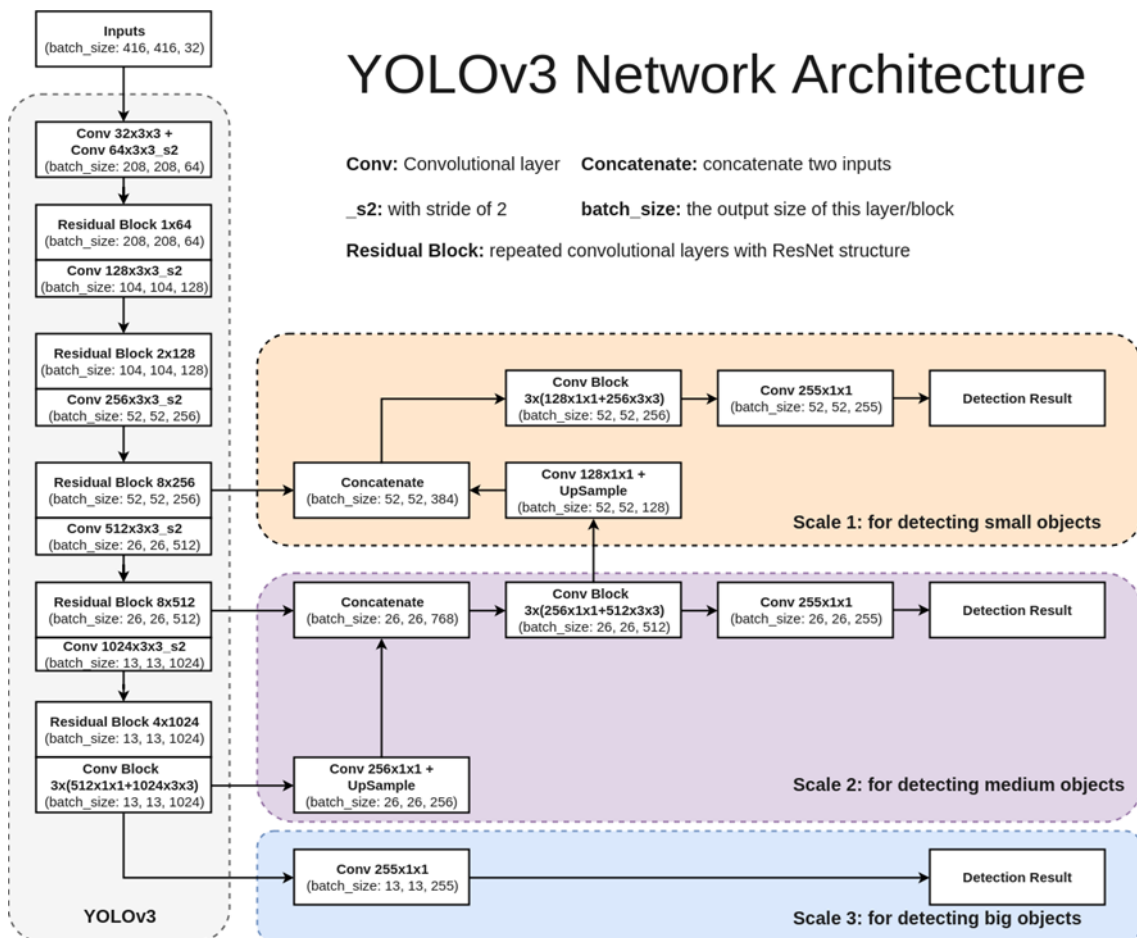 Inputs
(batch_size: 416, 416, 32)
YOLOv3 Network Architecture
Conv: Convolutional layer
Concatenate: concatenate two inputs
_s2: with stride of 2
batch_size: the output size of this layer/block
Residual Block: repeated convolutional layers with ResNet structure
Conv 32x3x3 +
Conv 64x3x3_s2
(batch_size: 208, 208, 64)
Residual Block 1x64
(batch_size: 208, 208, 64)
Conv 128x3x3_s2
(batch_size: 104, 104, 128)
Residual Block 2x128
(batch_size: 104, 104, 128)
Conv 256x3x3_s2
(batch_size: 52, 52, 256)
Residual Block 8x256
(batch_size: 52, 52, 256)
Conv 512x3x3_s2
(batch_size: 26, 26, 512)
Residual Block 8x512
(batch_size: 26, 26, 512)
Conv 1024x3x3_s2
(batch_size: 13, 13, 1024)
Residual Block 4x1024
(batch_size: 13, 13, 1024)
Conv Block
3x(512x1x1+1024x3x3)
(batch_size: 13, 13, 1024)
YOLOv3
Conv Block
3x(128x1x1+256x3x3)
(batch_size: 52, 52, 256)
Conv 255x1x1
(batch_size: 52, 52, 255)
Detection Result
Concatenate
(batch_size: 52, 52, 384)
Conv 128x1x1 +
UpSample
(batch_size: 52, 52, 128)
Scale 1: for detecting small objects
Concatenate
(batch_size: 26, 26, 768)
Conv Block
3x(256x1x1+512x3x3)
(batch_size: 26, 26, 512)
Conv 255x1x1
(batch_size: 26, 26, 255)
Detection Result
Conv 256x1x1 +
UpSample
(batch_size: 26, 26, 256)
Scale 2: for detecting medium objects
Conv 255x1x1
(batch_size: 13, 13, 255)
Detection Result
Scale 3: for detecting big objects